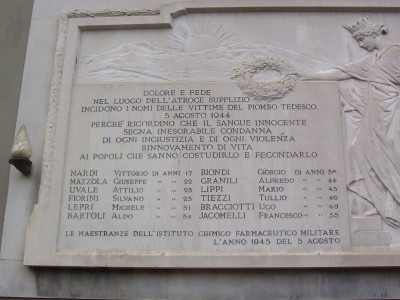 DOLORE E FEDE
NEL LUOGO DELL'ATROCE SUPPLIZIO
INCIDONO I NOMI DELLE VITTIME DEL PIOMBO TEDESCO
5 AGOSTO 1944
PERCHÈ RICORDINO CHE IL SANGUE INNOCENTE
SEGNA INESORABILE CONDANNA
DI OGNI INGIUSTIZIA E DI OGNI VIOLENZA
RINNOVAMENTO DI VITA
AI POPOLI CHE SANNO COSTUDIRLO E FECONDARLO
NARDI VITTORIO DI ANNI 17 BIONDI GIORGIO DI ANNI
MAZZOLA GIUSEPPE " " 22 GRANILI ALFREDO " " 44
UVALE ATTILIO " " 23 LIPPI MARIO " " 45
FIORINI SILVANO " " 25 TIEZZI TULLIO " " 46
LEPRI MICHELE " " 31 BRACCIOTTI UGO " " 49
BARTOLI ALDO " " 34 JACOMELLI FRANCESCO " " 55
LE MAESTRANZE DELL'ISTITUTO CHIMICO FARMACEUTICO MILITARE
L'ANNO 1945 DEL 5 AGOSTO